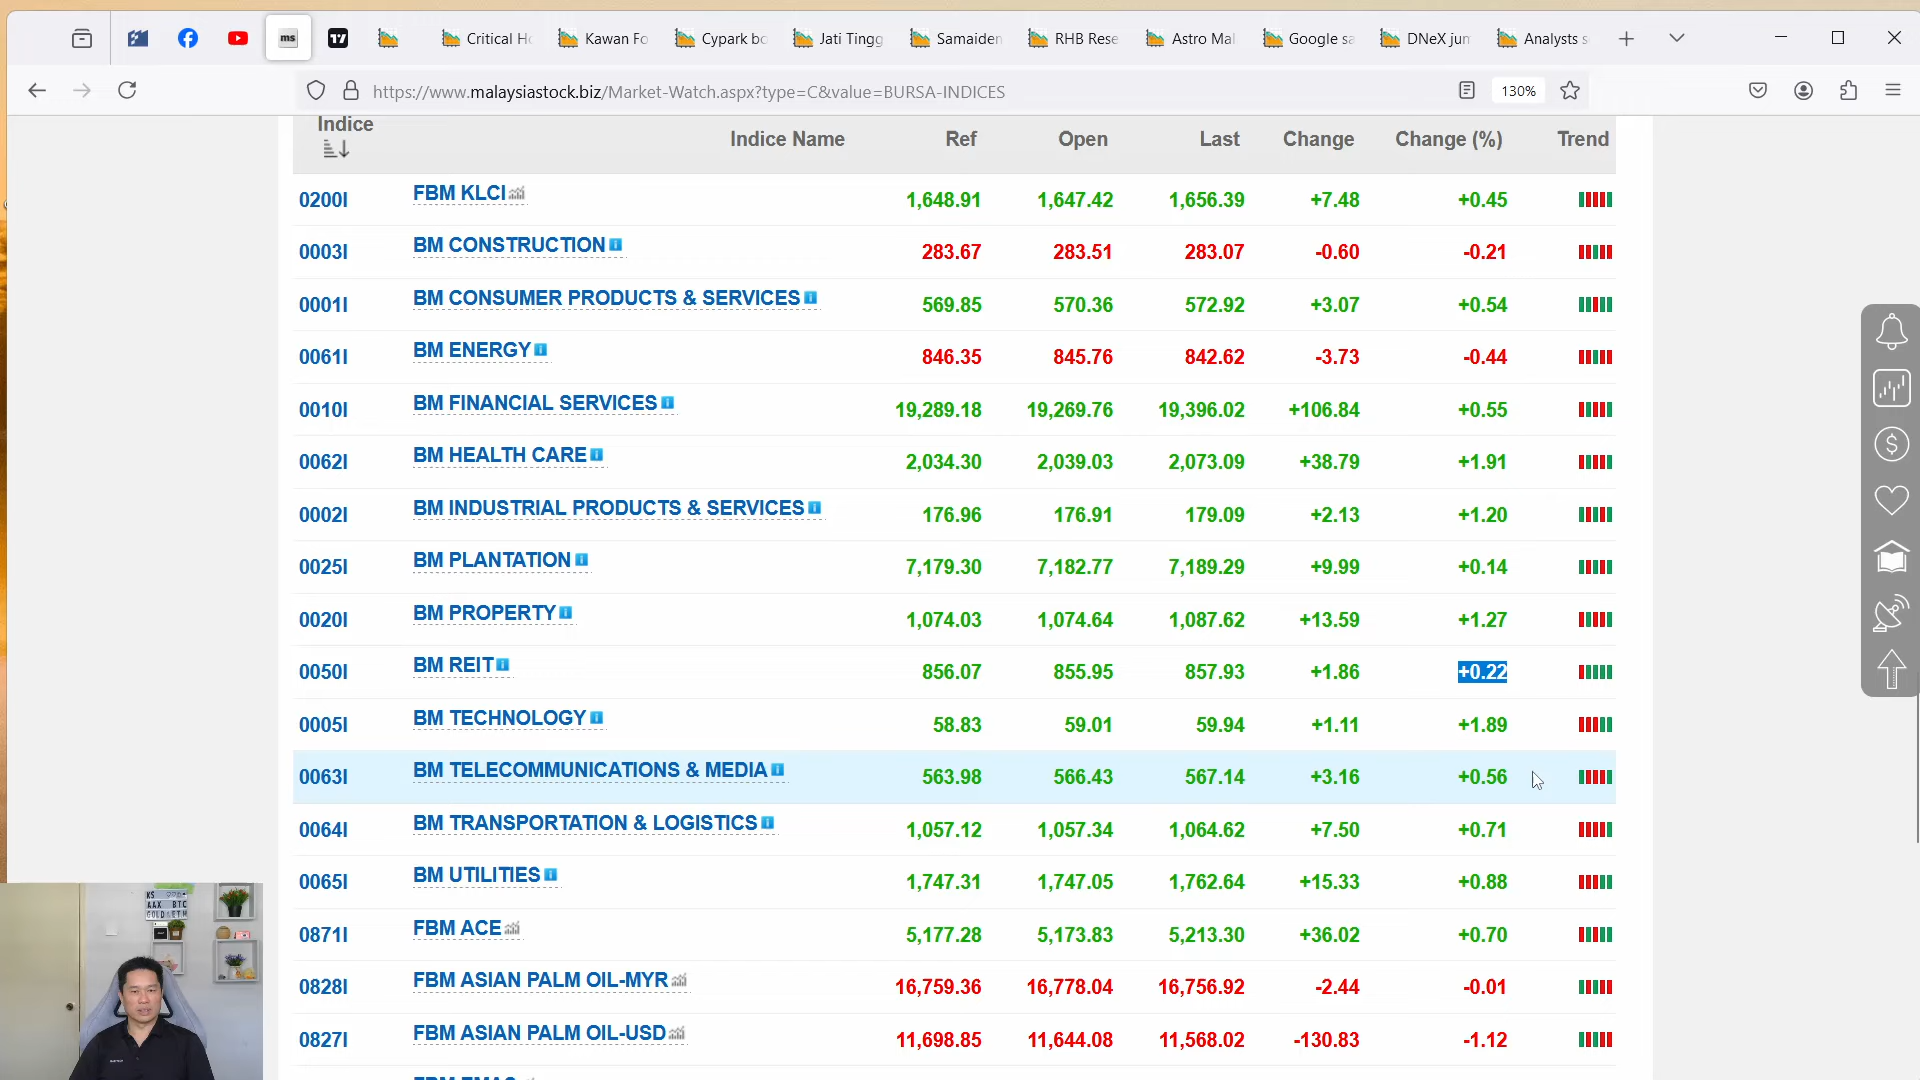 ms
Critical Ho
Kawan Fo
Cypark bo
Jati Tingg
Samaiden
RHB Rese
Astro Mal
Google sa
DNeX jum
Analysts s
https://www.malaysiastock.biz/Market-Watch.aspx?type=C&value=BURSA-INDICES
130%
Indice Indice Name Ref Open Last Change Change (%) Trend
0200I FBM KLCI 1,648.91 1,647.42 1,656.39 +7.48 +0.45
0003I BM CONSTRUCTION 283.67 283.51 283.07 -0.60 -0.21
0001I BM CONSUMER PRODUCTS & SERVICES 569.85 570.36 572.92 +3.07 +0.54
0061I BM ENERGY 846.35 845.76 842.62 -3.73 -0.44
0010I BM FINANCIAL SERVICES 19,289.18 19,269.76 19,396.02 +106.84 +0.55
0062I BM HEALTH CARE 2,034.30 2,039.03 2,073.09 +38.79 +1.91
0002I BM INDUSTRIAL PRODUCTS & SERVICES 176.96 176.91 179.09 +2.13 +1.20
0025I BM PLANTATION 7,179.30 7,182.77 7,189.29 +9.99 +0.14
0020I BM PROPERTY 1,074.03 1,074.64 1,087.62 +13.59 +1.27
0050I BM REIT 856.07 855.95 857.93 +1.86 +0.22
0005I BM TECHNOLOGY 58.83 59.01 59.94 +1.11 +1.89
0063I BM TELECOMMUNICATIONS & MEDIA 563.98 566.43 567.14 +3.16 +0.56
0064I BM TRANSPORTATION & LOGISTICS 1,057.12 1,057.34 1,064.62 +7.50 +0.71
0065I BM UTILITIES 1,747.31 1,747.05 1,762.64 +15.33 +0.88
0871I FBM ACE 5,177.28 5,173.83 5,213.30 +36.02 +0.70
0828I FBM ASIAN PALM OIL-MYR 16,759.36 16,778.04 16,756.92 -2.44 -0.01
0827I FBM ASIAN PALM OIL-USD 11,698.85 11,644.08 11,568.02 -130.83 -1.12
AAX BTC